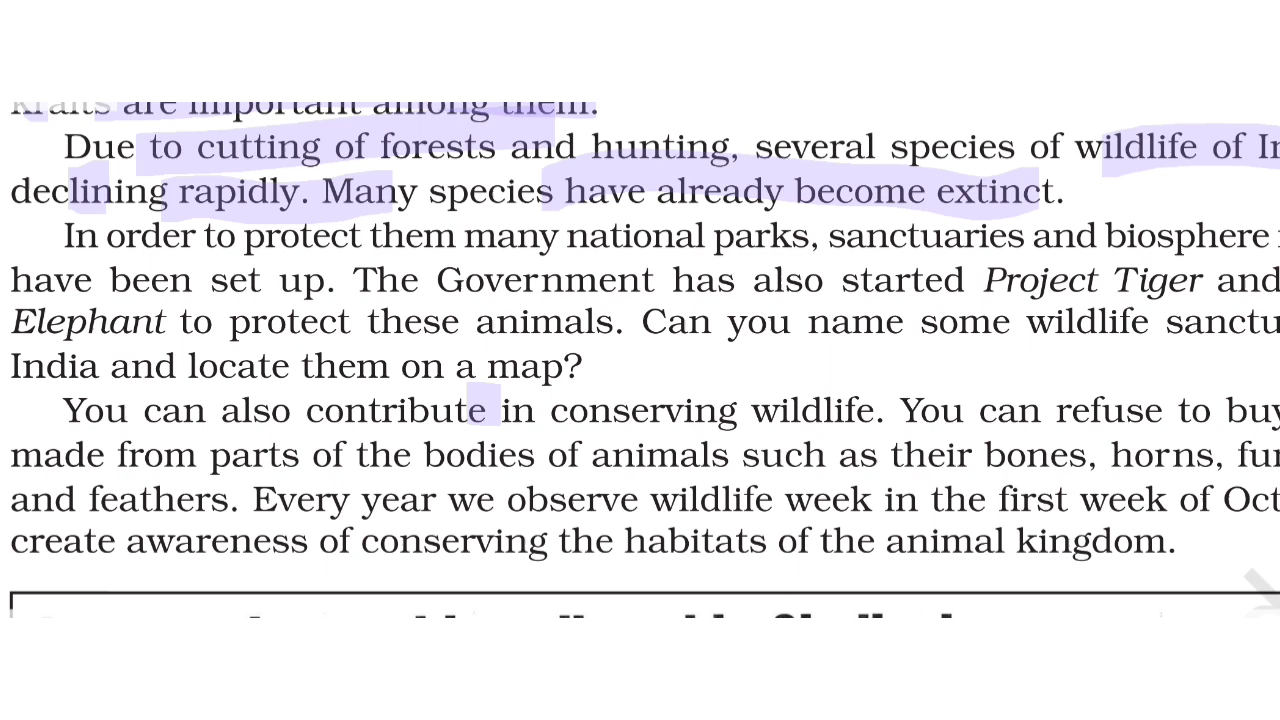 kraits are important among them.
Due to cutting of forests and hunting, several species of wildlife of
declining rapidly. Many species have already become extinct.
In order to protect them many national parks, sanctuaries and biosphere
have been set up. The Government has also started Project Tiger and
Elephant to protect these animals. Can you name some wildlife
India and locate them on a map?
You can also contribute in conserving wildlife. You can refuse to
made from parts of the bodies of animals such as their bones, horns,
and feathers. Every year we observe wildlife week in the first week of
create awareness of conserving the habitats of the animal kingdom.